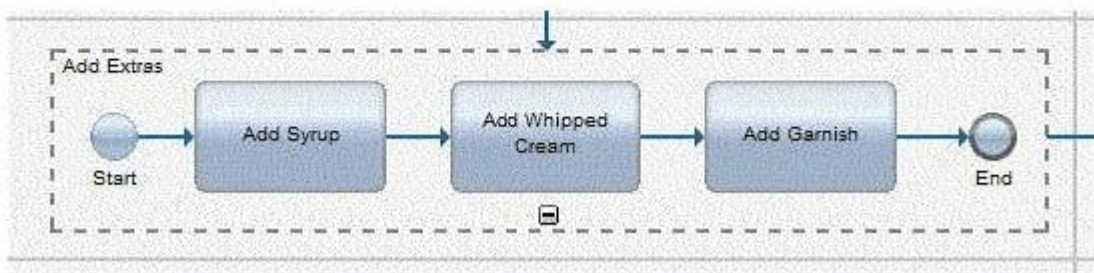 Add Extras
Add Syrup
Add Whipped
Cream
Add Garnish
Start
End